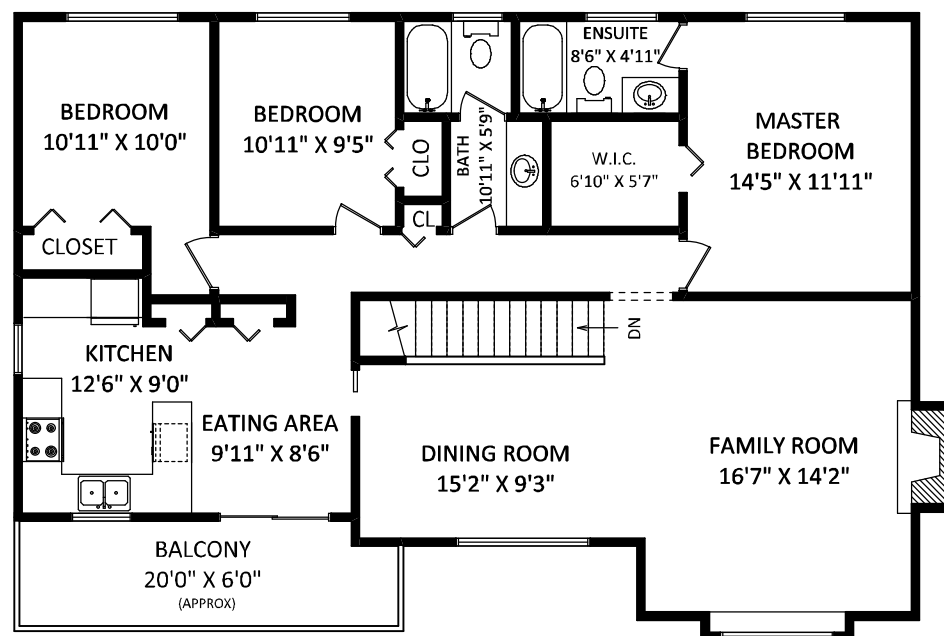 ENSUITE
8'6" X 4'11"
BEDROOM
10'11" X 10'0"
BEDROOM
10'11" X 9'5"
CLO
BATH
10'11" X 5'9"
W.I.C.
6'10" X 5'7"
MASTER
BEDROOM
14'5" X 11'11"
CLOSET
CL
DN
KITCHEN
12'6" X 9'0"
EATING AREA
9'11" X 8'6"
DINING ROOM
15'2" X 9'3"
FAMILY ROOM
16'7" X 14'2"
BALCONY
20'0" X 6'0"
(APPROX)